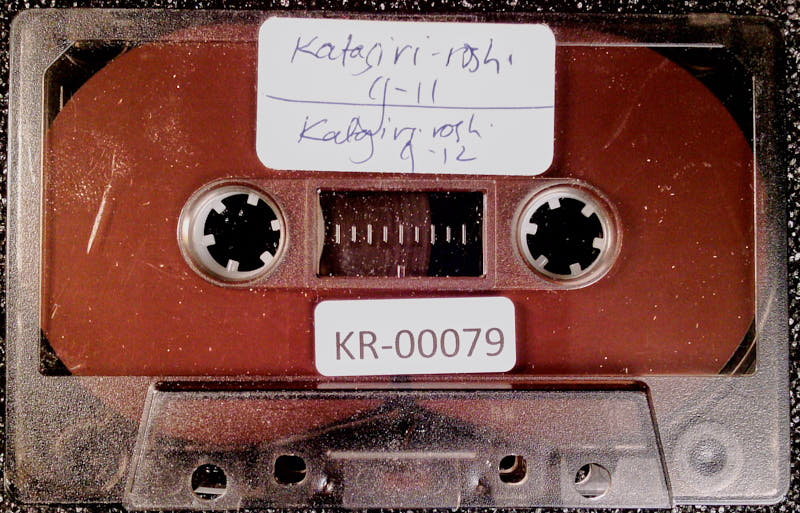 Katagiri-roshi
9-11
Katagiri-roshi
9-12
KR-00079